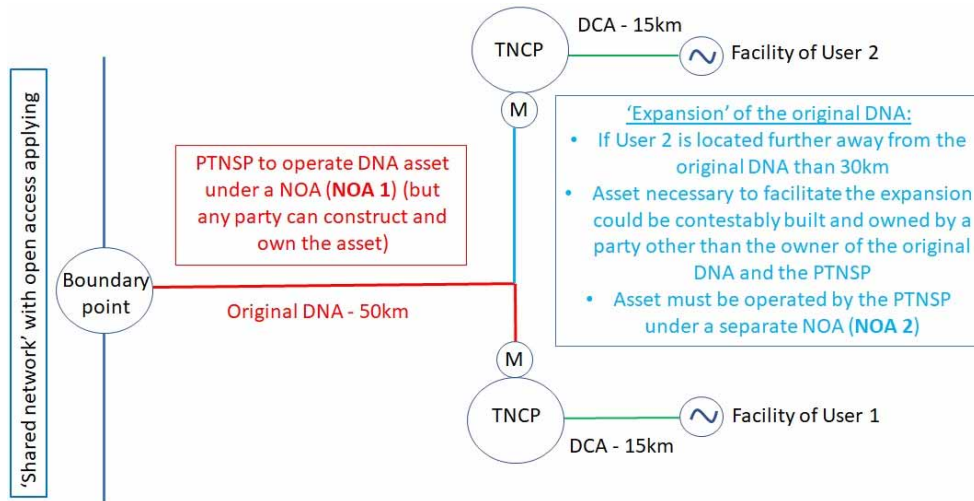 DCA - 15km
TNCP
Facility of User 2
M
'Shared network' with open access applying
PTNSP to operate DNA asset
under a NOA (NOA 1) (but
any party can construct and
own the asset)
'Expansion' of the original DNA:
• If User 2 is located further away from the
original DNA than 30km
• Asset necessary to facilitate the expansion
could be contestably built and owned by a
party other than the owner of the original
DNA and the PTNSP
• Asset must be operated by the PTNSP
under a separate NOA (NOA 2)
Boundary
point
Original DNA - 50km
M
TNCP
Facility of User 1
DCA - 15km